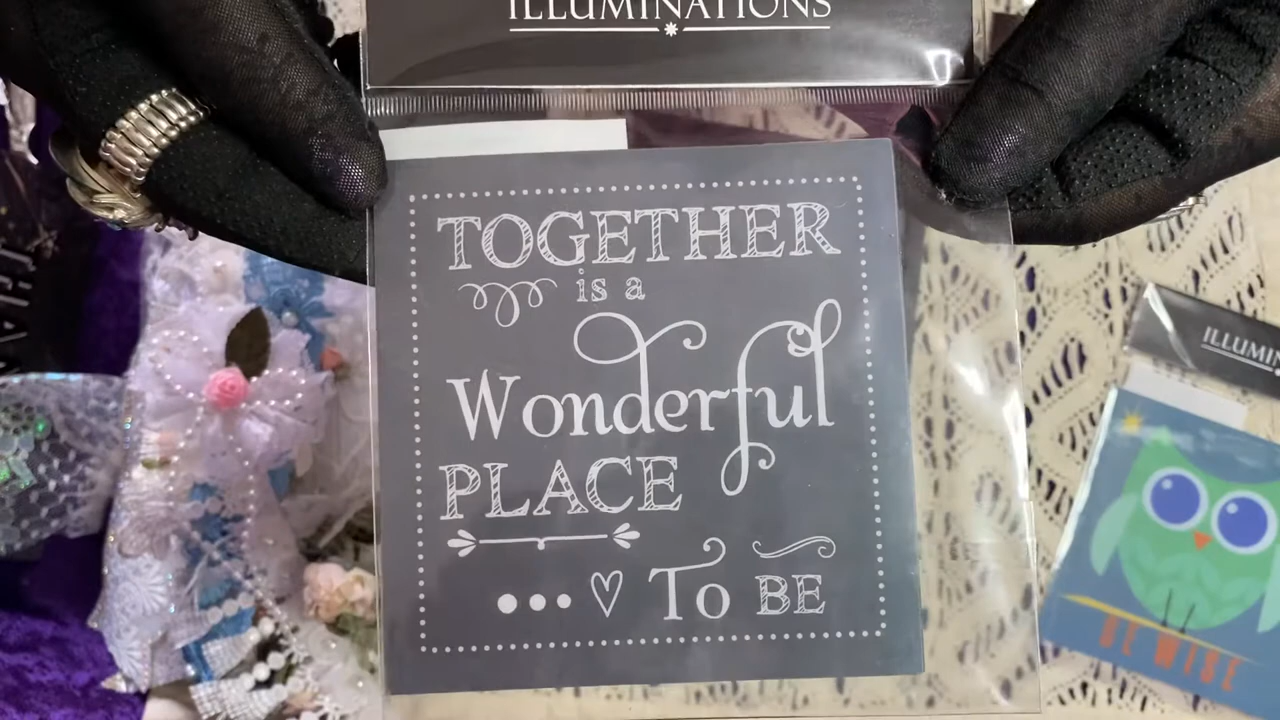 ILLUMINATIONS
TOGETHER
is a
Wonderful
PLACE
To BE
ILLUMIN
BE WISE